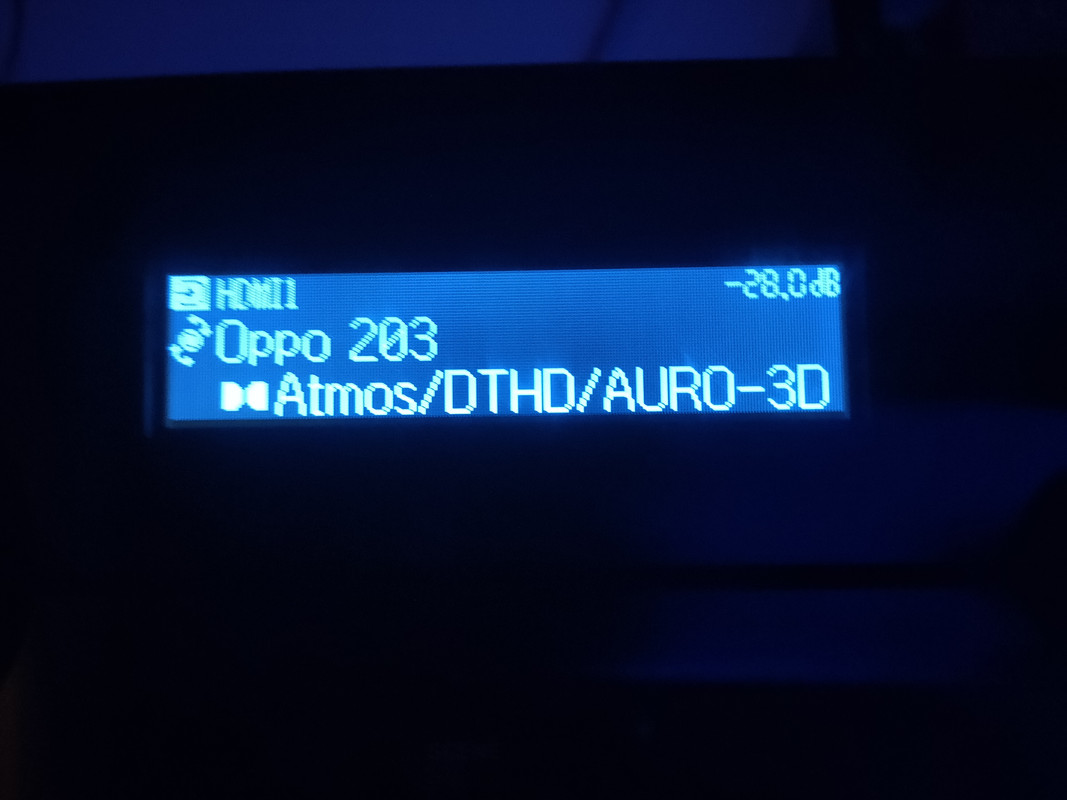 HDMI1 -28.0dB
Oppo 203
Atmos/DTHD/AURO-3D